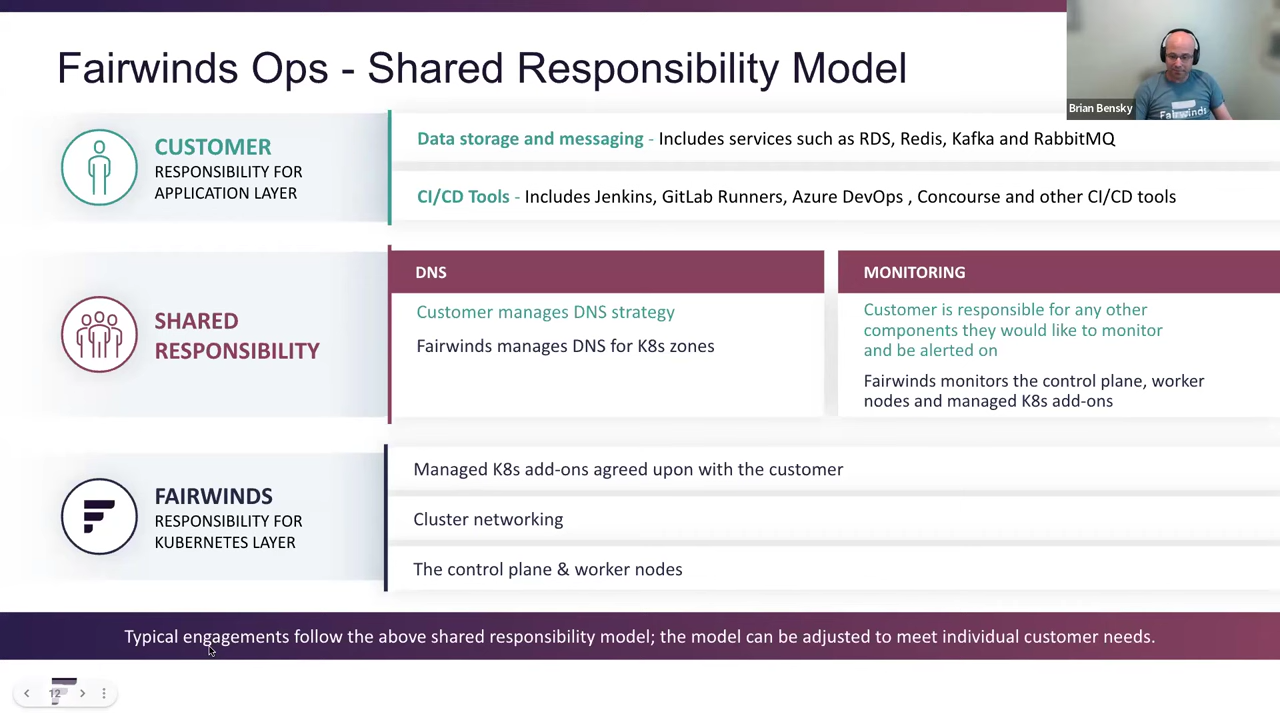 Fairwinds Ops - Shared Responsibility Model
Brian Bensky
Fairwinds
CUSTOMER
RESPONSIBILITY FOR
APPLICATION LAYER
Data storage and messaging - Includes services such as RDS, Redis, Kafka and RabbitMQ
CI/CD Tools - Includes Jenkins, GitLab Runners, Azure DevOps , Concourse and other CI/CD tools
SHARED
RESPONSIBILITY
DNS
Customer manages DNS strategy
Fairwinds manages DNS for K8s zones
MONITORING
Customer is responsible for any other
components they would like to monitor
and be alerted on
Fairwinds monitors the control plane, worker
nodes and managed K8s add-ons
FAIRWINDS
RESPONSIBILITY FOR
KUBERNETES LAYER
Managed K8s add-ons agreed upon with the customer
Cluster networking
The control plane & worker nodes
Typical engagements follow the above shared responsibility model; the model can be adjusted to meet individual customer needs.
12